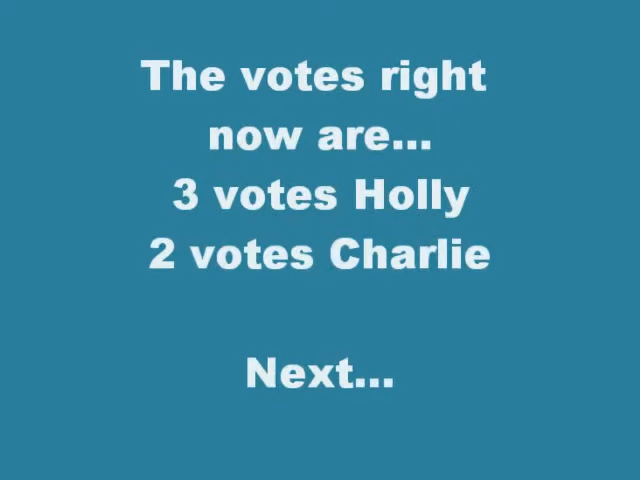 The votes right
now are...
3 votes Holly
2 votes Charlie
Next...